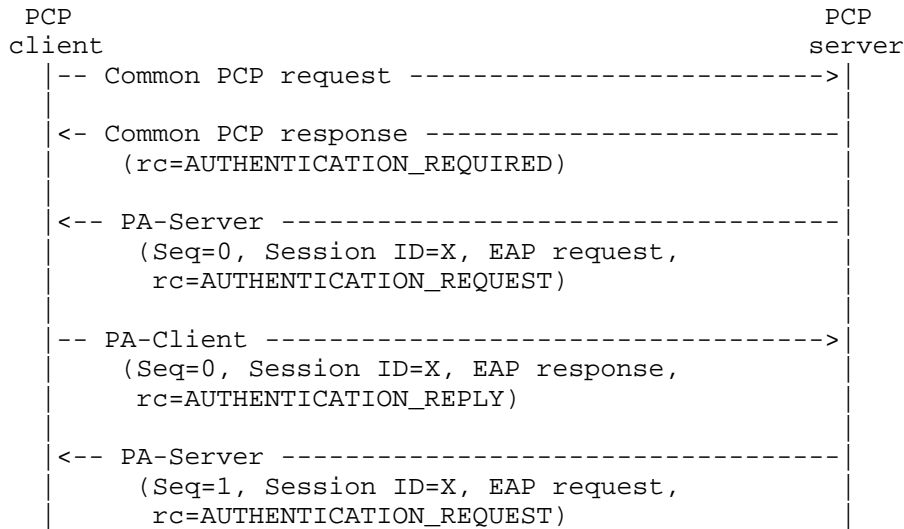 PCP PCP
client server
|-- Common PCP request -------------------------->|
| |
|<- Common PCP response --------------------------|
| (rc=AUTHENTICATION_REQUIRED) |
| |
|<-- PA-Server -----------------------------------|
| (Seq=0, Session ID=X, EAP request, |
| rc=AUTHENTICATION_REQUEST) |
| |
|-- PA-Client ----------------------------------->|
| (Seq=0, Session ID=X, EAP response, |
| rc=AUTHENTICATION_REPLY) |
| |
|<-- PA-Server -----------------------------------|
| (Seq=1, Session ID=X, EAP request, |
| rc=AUTHENTICATION_REQUEST) |